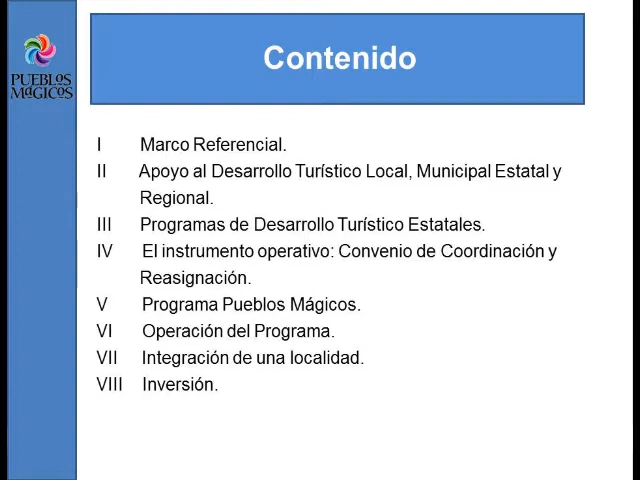 PUEBLOS
MáGICOS
Contenido
I Marco Referencial.
II Apoyo al Desarrollo Turístico Local, Municipal Estatal y
Regional.
III Programas de Desarrollo Turístico Estatales.
IV El instrumento operativo: Convenio de Coordinación y
Reasignación.
V Programa Pueblos Mágicos.
VI Operación del Programa.
VII Integración de una localidad.
VIII Inversión.